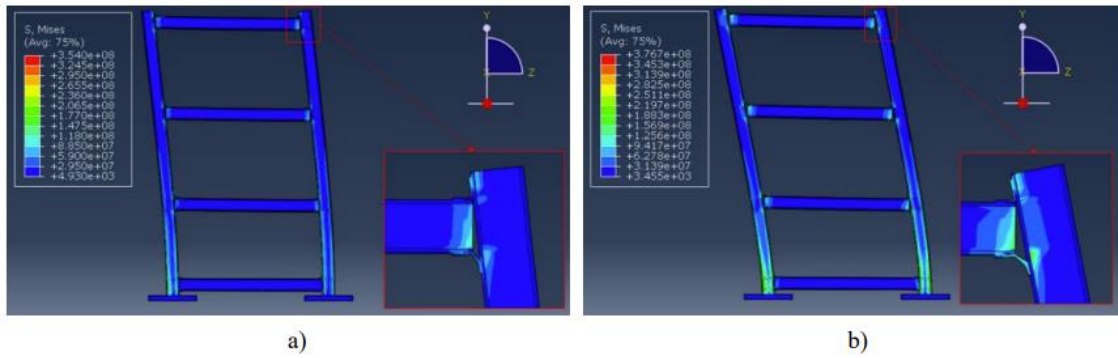 S, Mises
(Avg: 75%)
+3.540e+08
+3.245e+08
+2.950e+08
+2.655e+08
+2.360e+08
+2.065e+08
+1.770e+08
+1.475e+08
+1.180e+08
+8.850e+07
+5.900e+07
+2.950e+07
+4.930e+03
Y
X
Z
S, Mises
(Avg: 75%)
+3.767e+08
+3.453e+08
+3.139e+08
+2.825e+08
+2.511e+08
+2.197e+08
+1.883e+08
+1.569e+08
+1.256e+08
+9.417e+07
+6.278e+07
+3.139e+07
+3.455e+03
Y
X
Z
a)
b)